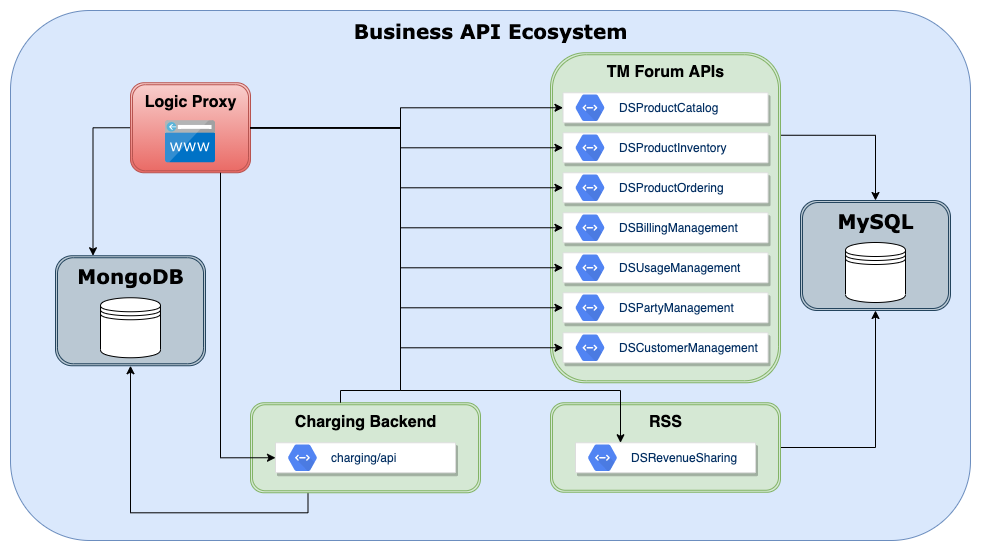 Business API Ecosystem
Logic Proxy
WWW
MongoDB
TM Forum APIs
DSProductCatalog
DSProductInventory
DSProductOrdering
DSBillingManagement
DSUsageManagement
DSPartyManagement
DSCustomerManagement
MySQL
Charging Backend
charging/api
RSS
DSRevenueSharing